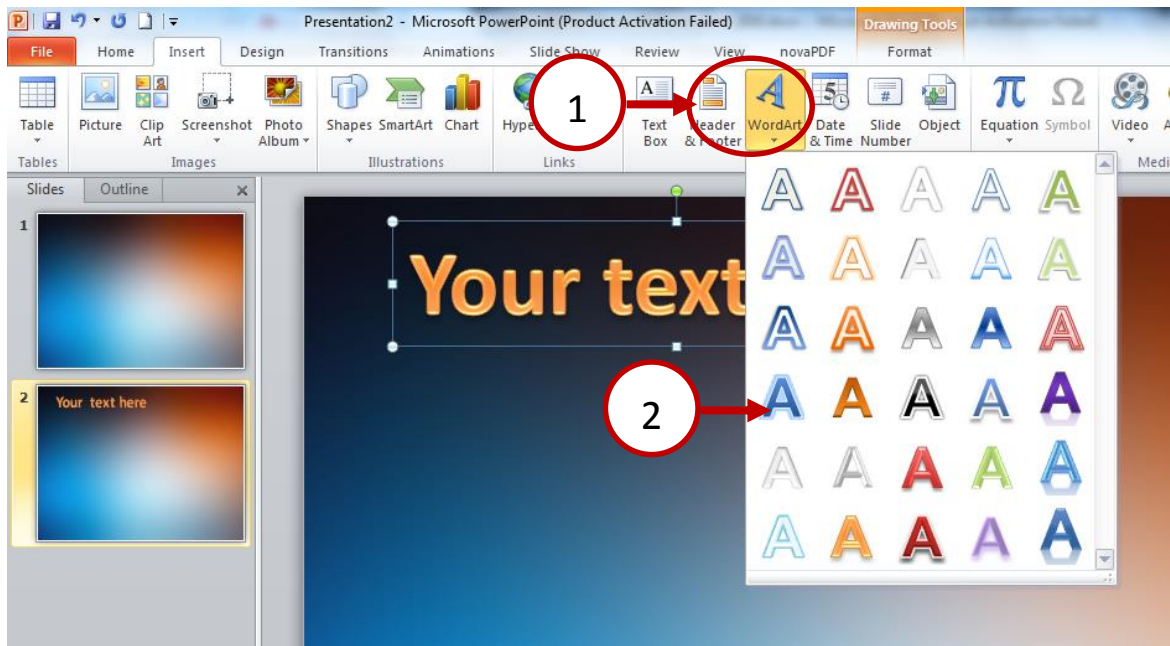 Presentation2 - Microsoft PowerPoint (Product Activation Failed)
Drawing Tools
File Home Insert Design Transitions Animations Slide Show Review View novaPDF Format
Table Picture Clip Art Screenshot Photo Album Shapes SmartArt Chart Text Box Header & Footer WordArt Date & Time Slide Number Object Equation Symbol Video
Tables Images Illustrations Links
Slides Outline
1
2
Your text here
Your text
1
2